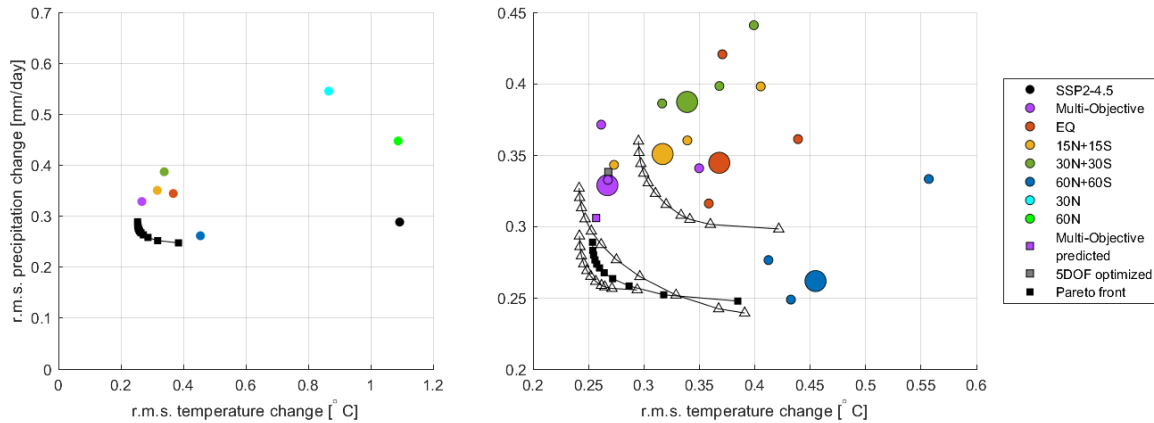 0.7
0.6
0.5
0.4
0.3
0.2
0.1
0
0
0.2
0.4
0.6
0.8
1
1.2
r.m.s. precipitation change [mm/day]
r.m.s. temperature change [° C]
0.45
0.4
0.35
0.3
0.25
0.2
0.2
0.25
0.3
0.35
0.4
0.45
0.5
0.55
0.6
r.m.s. temperature change [° C]
SSP2-4.5
Multi-Objective
EQ
15N+15S
30N+30S
60N+60S
30N
60N
Multi-Objective
predicted
5DOF optimized
Pareto front